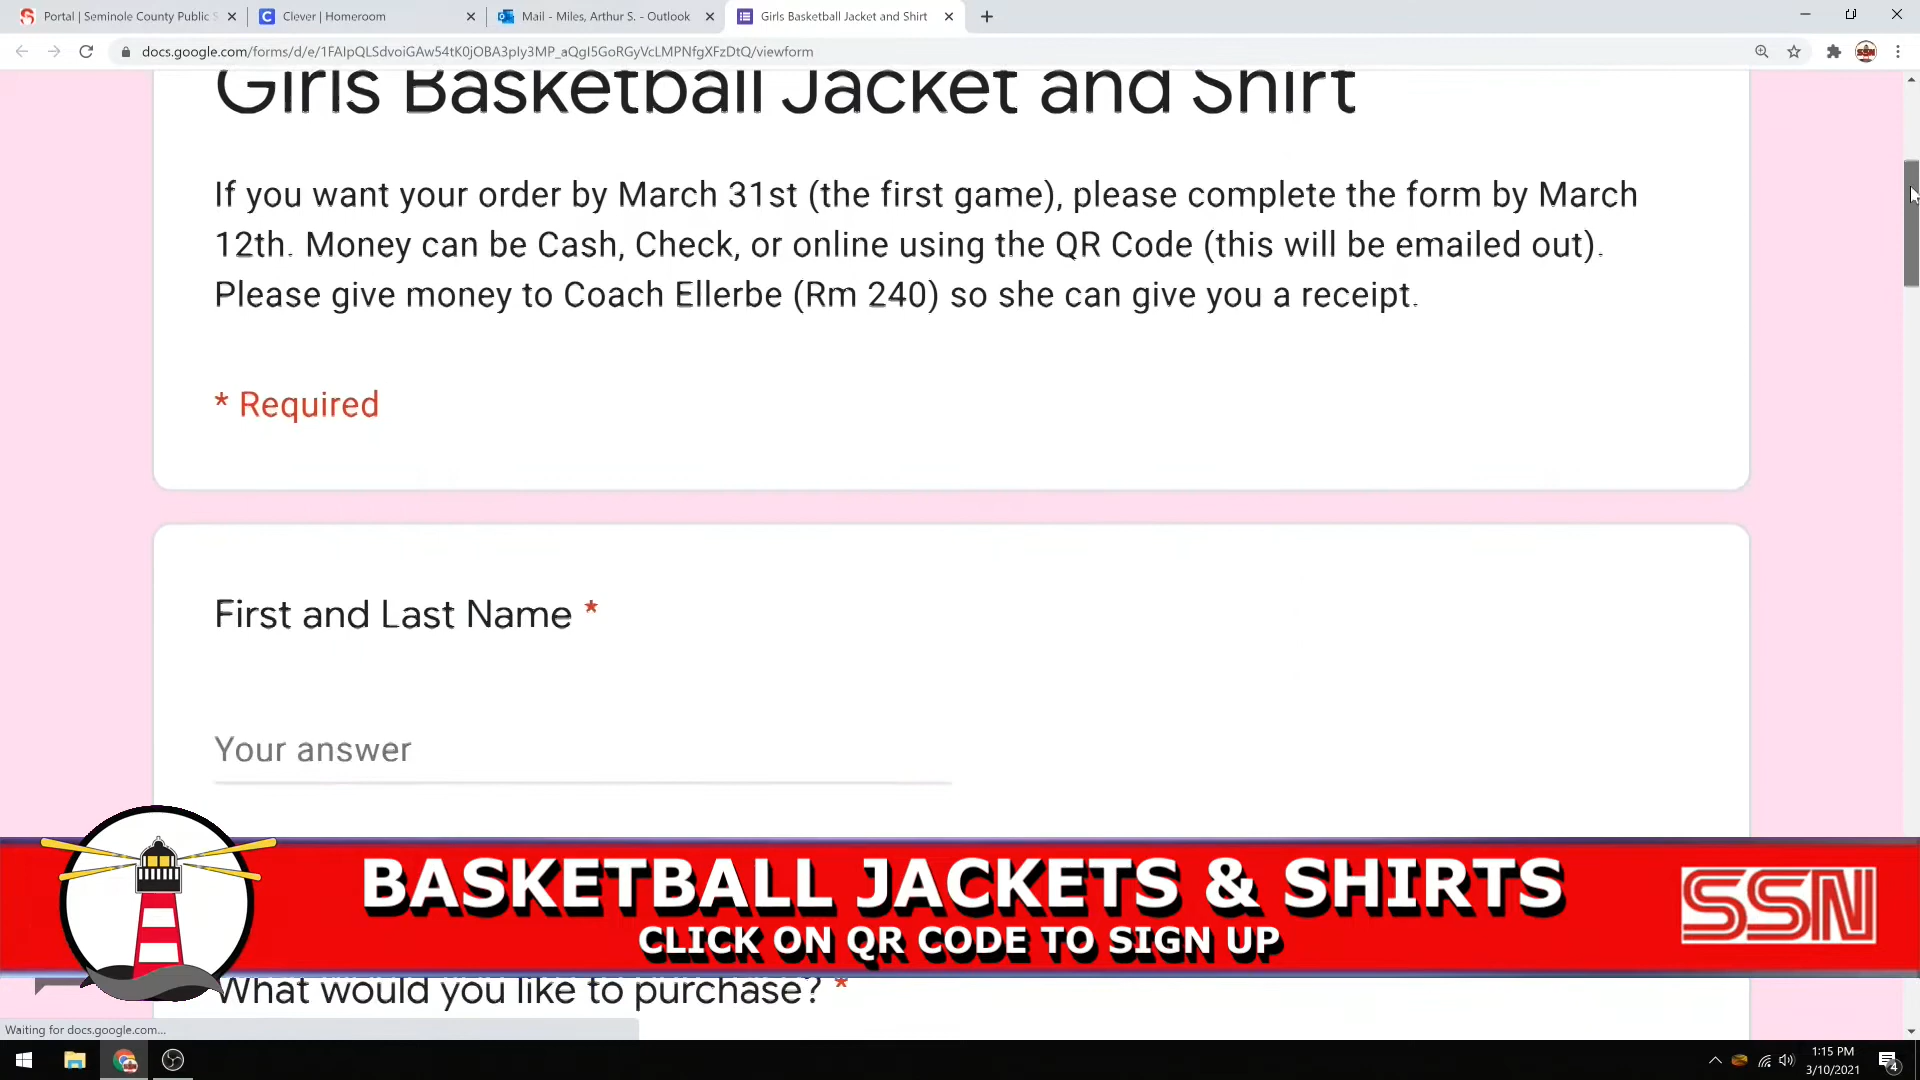 Portal | Seminole County Public S
Clever | Homeroom
Mail - Miles, Arthur S. - Outlook
Girls Basketball Jacket and Shirt
docs.google.com/forms/d/e/1FAIpQLSdvoiGAw54tK0jOBA3ply3MP_aQgI5GoRGyVcLMPNfgXFzDtQ/viewform
SSN
Girls Basketball Jacket and Shirt
If you want your order by March 31st (the first game), please complete the form by March
12th. Money can be Cash, Check, or online using the QR Code (this will be emailed out).
Please give money to Coach Ellerbe (Rm 240) so she can give you a receipt.
* Required
First and Last Name *
Your answer
BASKETBALL JACKETS & SHIRTS
CLICK ON QR CODE TO SIGN UP
SSN
What would you like to purchase? *
Waiting for docs.google.com...
1:15 PM
3/10/2021
4